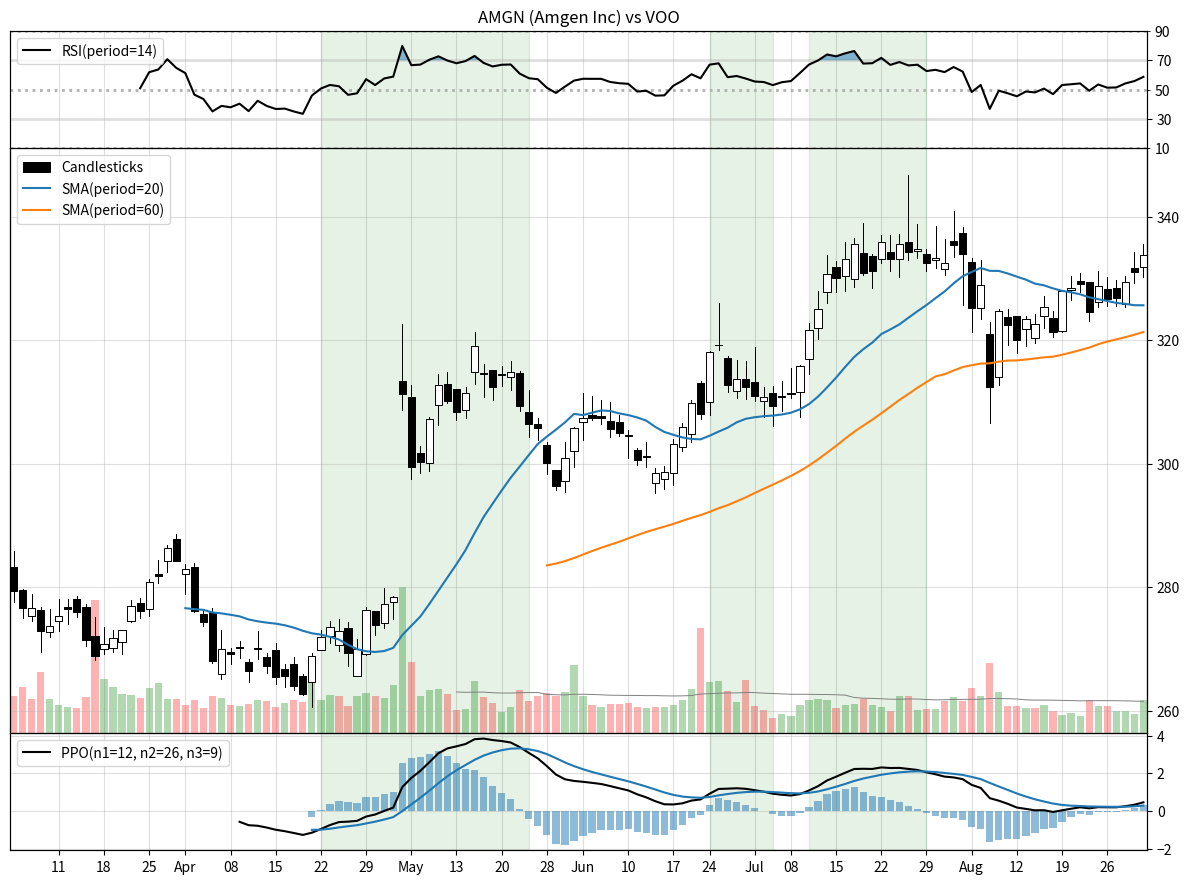 AMGN (Amgen Inc) vs VOO
RSI(period=14)
90
70
50
30
10
Candlesticks
SMA(period=20)
SMA(period=60)
340
320
300
280
260
PPO(n1=12, n2=26, n3=9)
4
2
0
−2
11 18 25 Apr 08 15 22 29 May 13 20 28 Jun 10 17 24 Jul 08 15 22 29 Aug 12 19 26